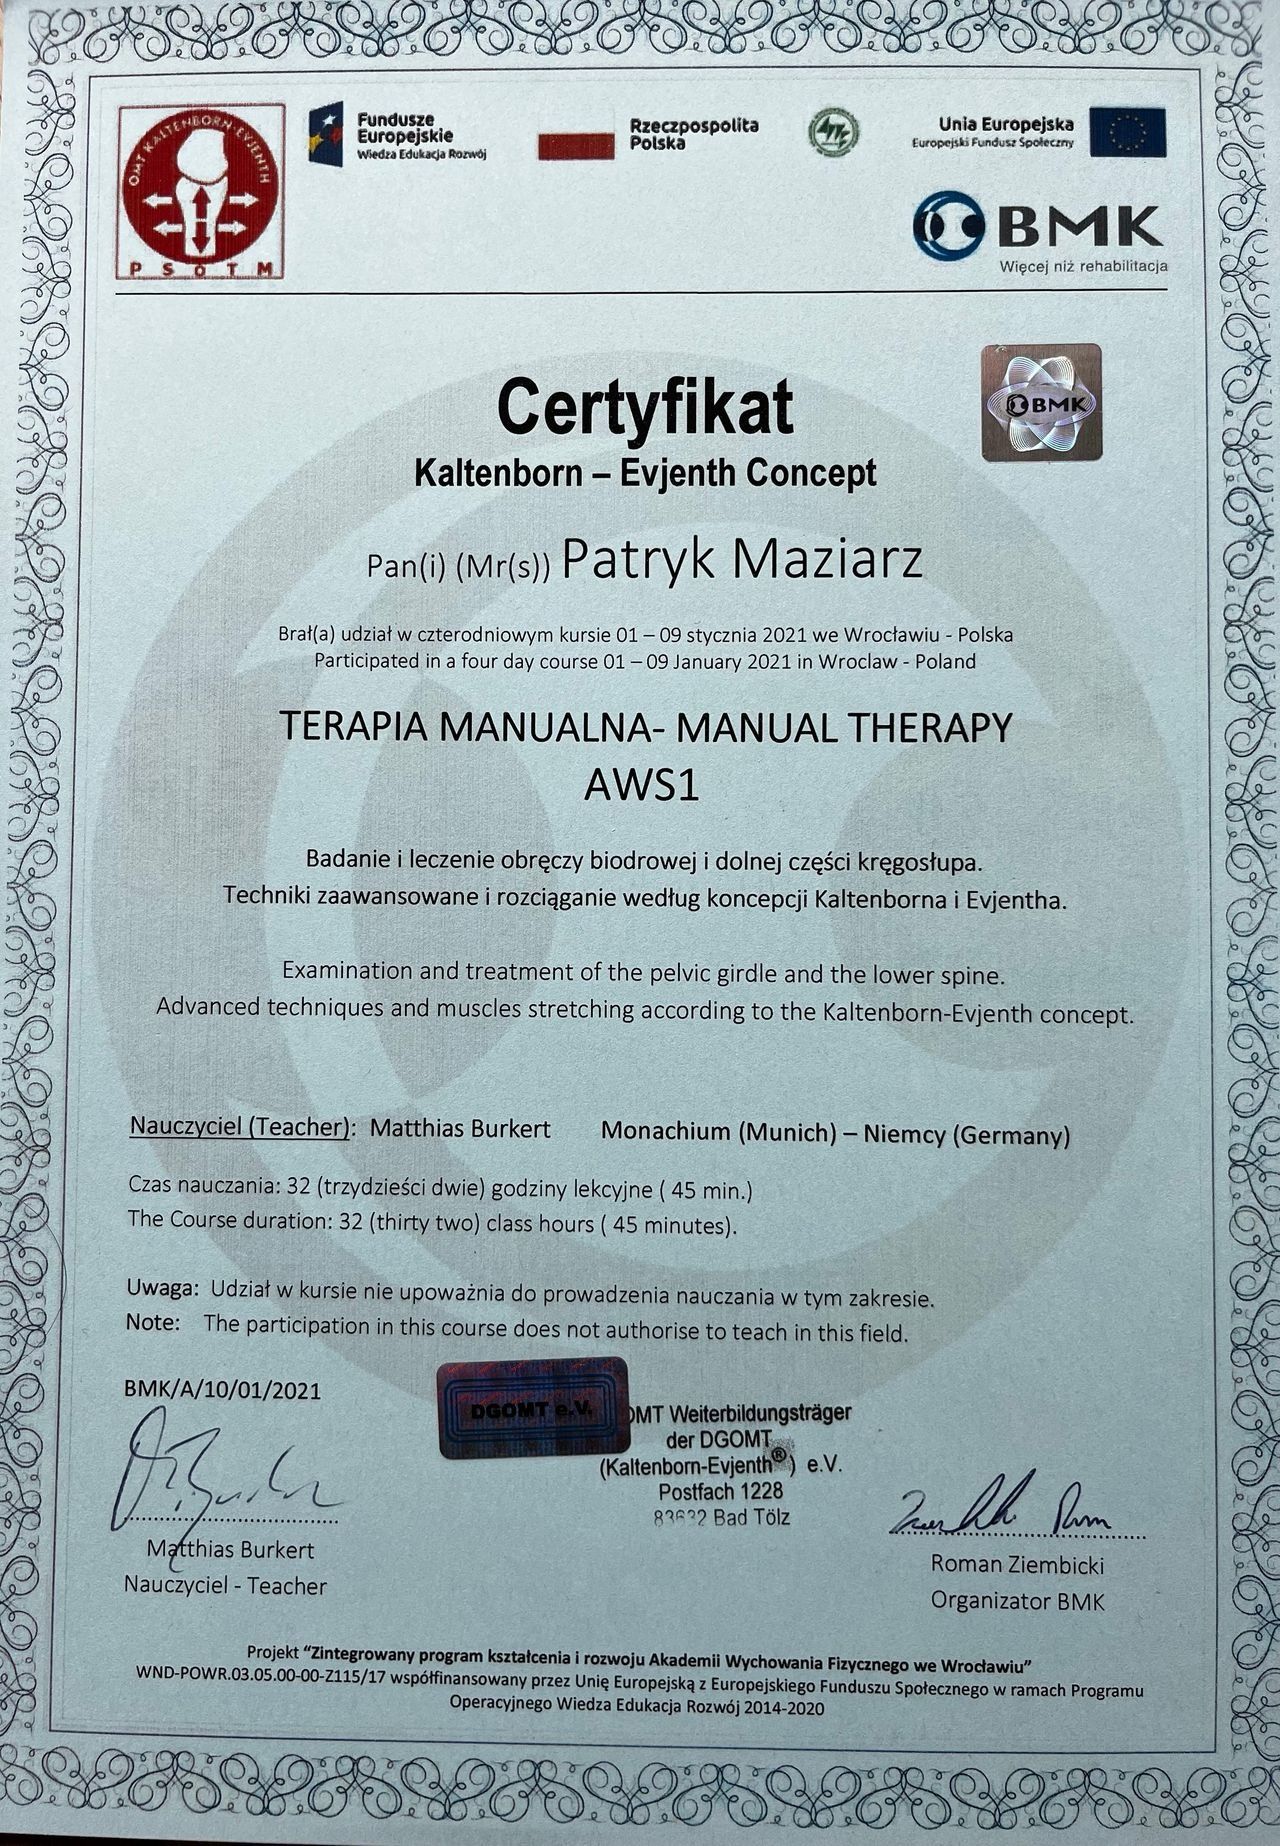 OMT KALTENBORN-EVJENTH
PSOTM
Fundusze
Europejskie
Wiedza Edukacja Rozwój
Rzeczpospolita
Polska
Unia Europejska
Europejski Fundusz Społeczny
BMK
Więcej niż rehabilitacja
BMK
Certyfikat
Kaltenborn – Evjenth Concept
Pan(i) (Mr(s)) Patryk Maziarz
Brał(a) udział w czterodniowym kursie 01 – 09 stycznia 2021 we Wrocławiu - Polska
Participated in a four day course 01 – 09 January 2021 in Wroclaw - Poland
TERAPIA MANUALNA- MANUAL THERAPY
AWS1
Badanie i leczenie obręczy biodrowej i dolnej części kręgosłupa.
Techniki zaawansowane i rozciąganie według koncepcji Kaltenborna i Evjentha.
Examination and treatment of the pelvic girdle and the lower spine.
Advanced techniques and muscles stretching according to the Kaltenborn-Evjenth concept.
Nauczyciel (Teacher): Matthias Burkert Monachium (Munich) – Niemcy (Germany)
Czas nauczania: 32 (trzydzieści dwie) godziny lekcyjne ( 45 min.)
The Course duration: 32 (thirty two) class hours ( 45 minutes).
Uwaga: Udział w kursie nie upoważnia do prowadzenia nauczania w tym zakresie.
Note: The participation in this course does not authorise to teach in this field.
BMK/A/10/01/2021
DGOMT e.V.
OMT Weiterbildungsträger
der DGOMT
(Kaltenborn-Evjenth®) e.V.
Postfach 1228
83632 Bad Tölz
Matthias Burkert
Nauczyciel - Teacher
Roman Ziembicki
Organizator BMK
Projekt “Zintegrowany program kształcenia i rozwoju Akademii Wychowania Fizycznego we Wrocławiu”
WND-POWR.03.05.00-00-Z115/17 współfinansowany przez Unię Europejską z Europejskiego Funduszu Społecznego w ramach Programu
Operacyjnego Wiedza Edukacja Rozwój 2014-2020